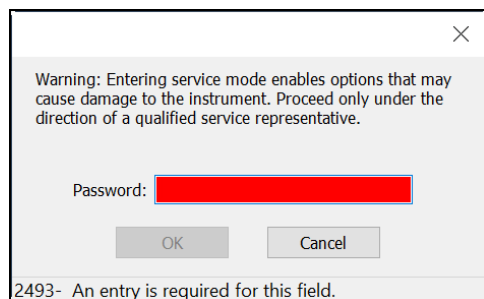 Warning: Entering service mode enables options that may
cause damage to the instrument. Proceed only under the
direction of a qualified service representative.
Password:
OK Cancel
2493- An entry is required for this field.